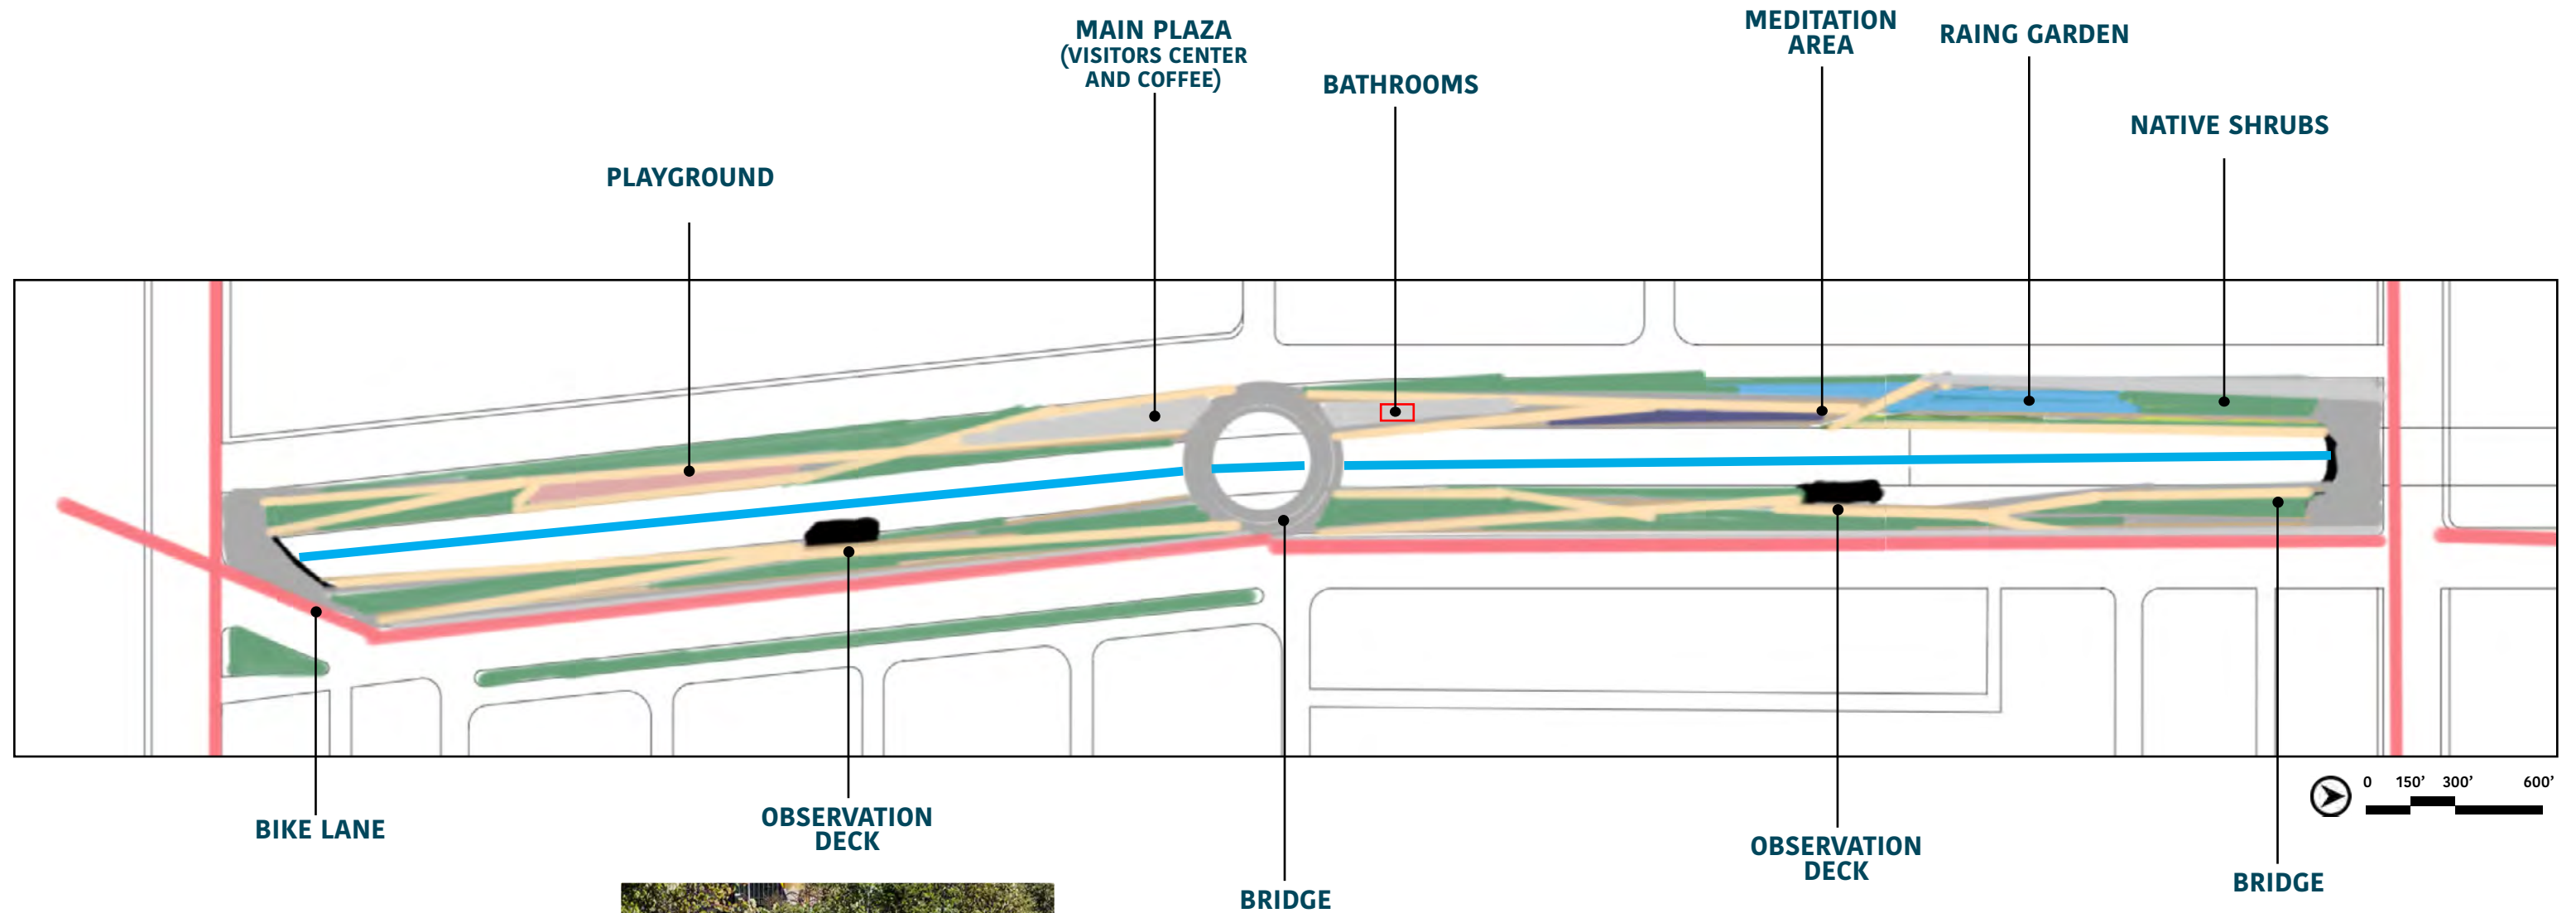 MAIN PLAZA
(VISITORS CENTER
AND COFFEE)
MEDITATION
AREA
RAING GARDEN
BATHROOMS
NATIVE SHRUBS
PLAYGROUND
0 150’ 300’ 600’
BIKE LANE
OBSERVATION
DECK
OBSERVATION
DECK
BRIDGE
BRIDGE